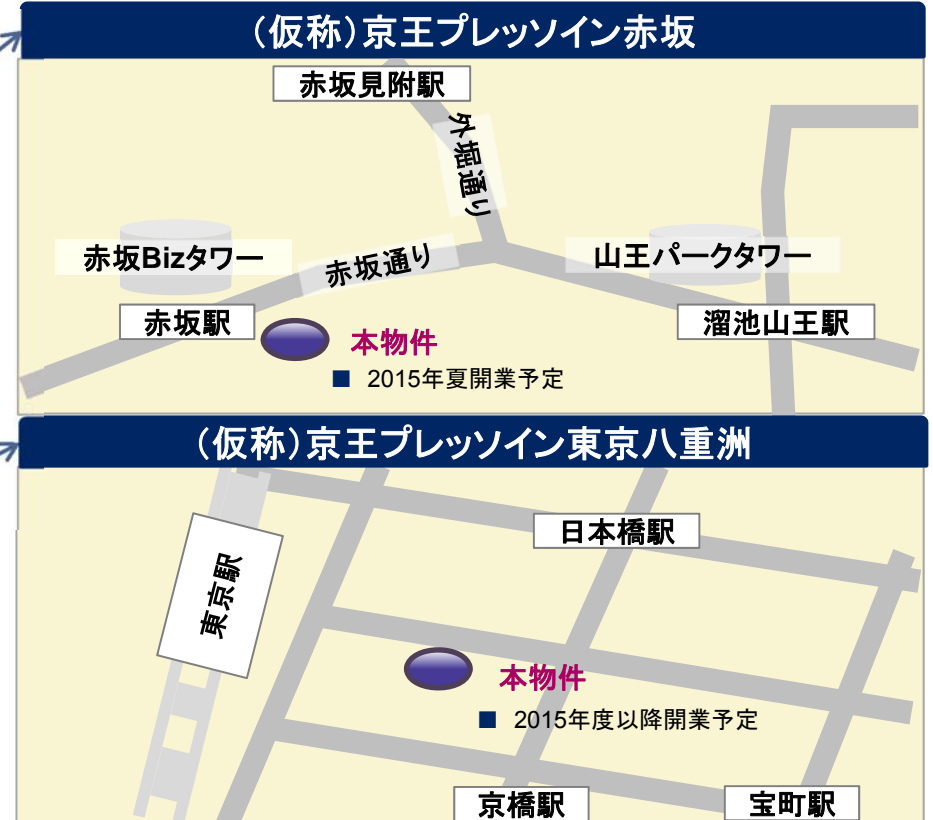 （仮称）京王プレッソイン赤坂
赤坂見附駅
外堀通り
赤坂Bizタワー
赤坂通り
山王パークタワー
赤坂駅
溜池山王駅
本物件
■ 2015年夏開業予定
（仮称）京王プレッソイン東京八重洲
日本橋駅
東京駅
本物件
■ 2015年度以降開業予定
京橋駅
宝町駅